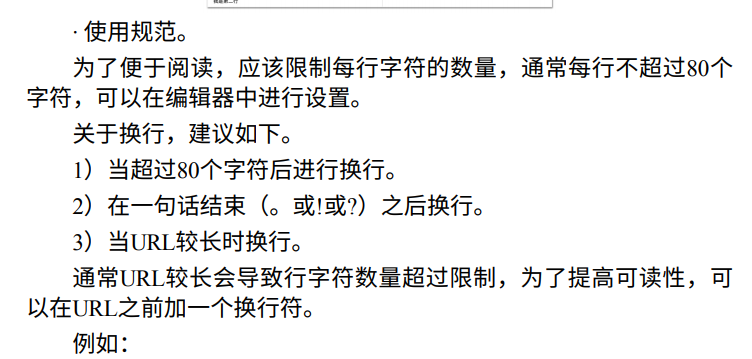 · 使用规范。
为了便于阅读，应该限制每行字符的数量，通常每行不超过80个
字符，可以在编辑器中进行设置。
关于换行，建议如下。
1）当超过80个字符后进行换行。
2）在一句话结束（。或!或?）之后换行。
3）当URL较长时换行。
通常URL较长会导致行字符数量超过限制，为了提高可读性，可
以在URL之前加一个换行符。
例如：